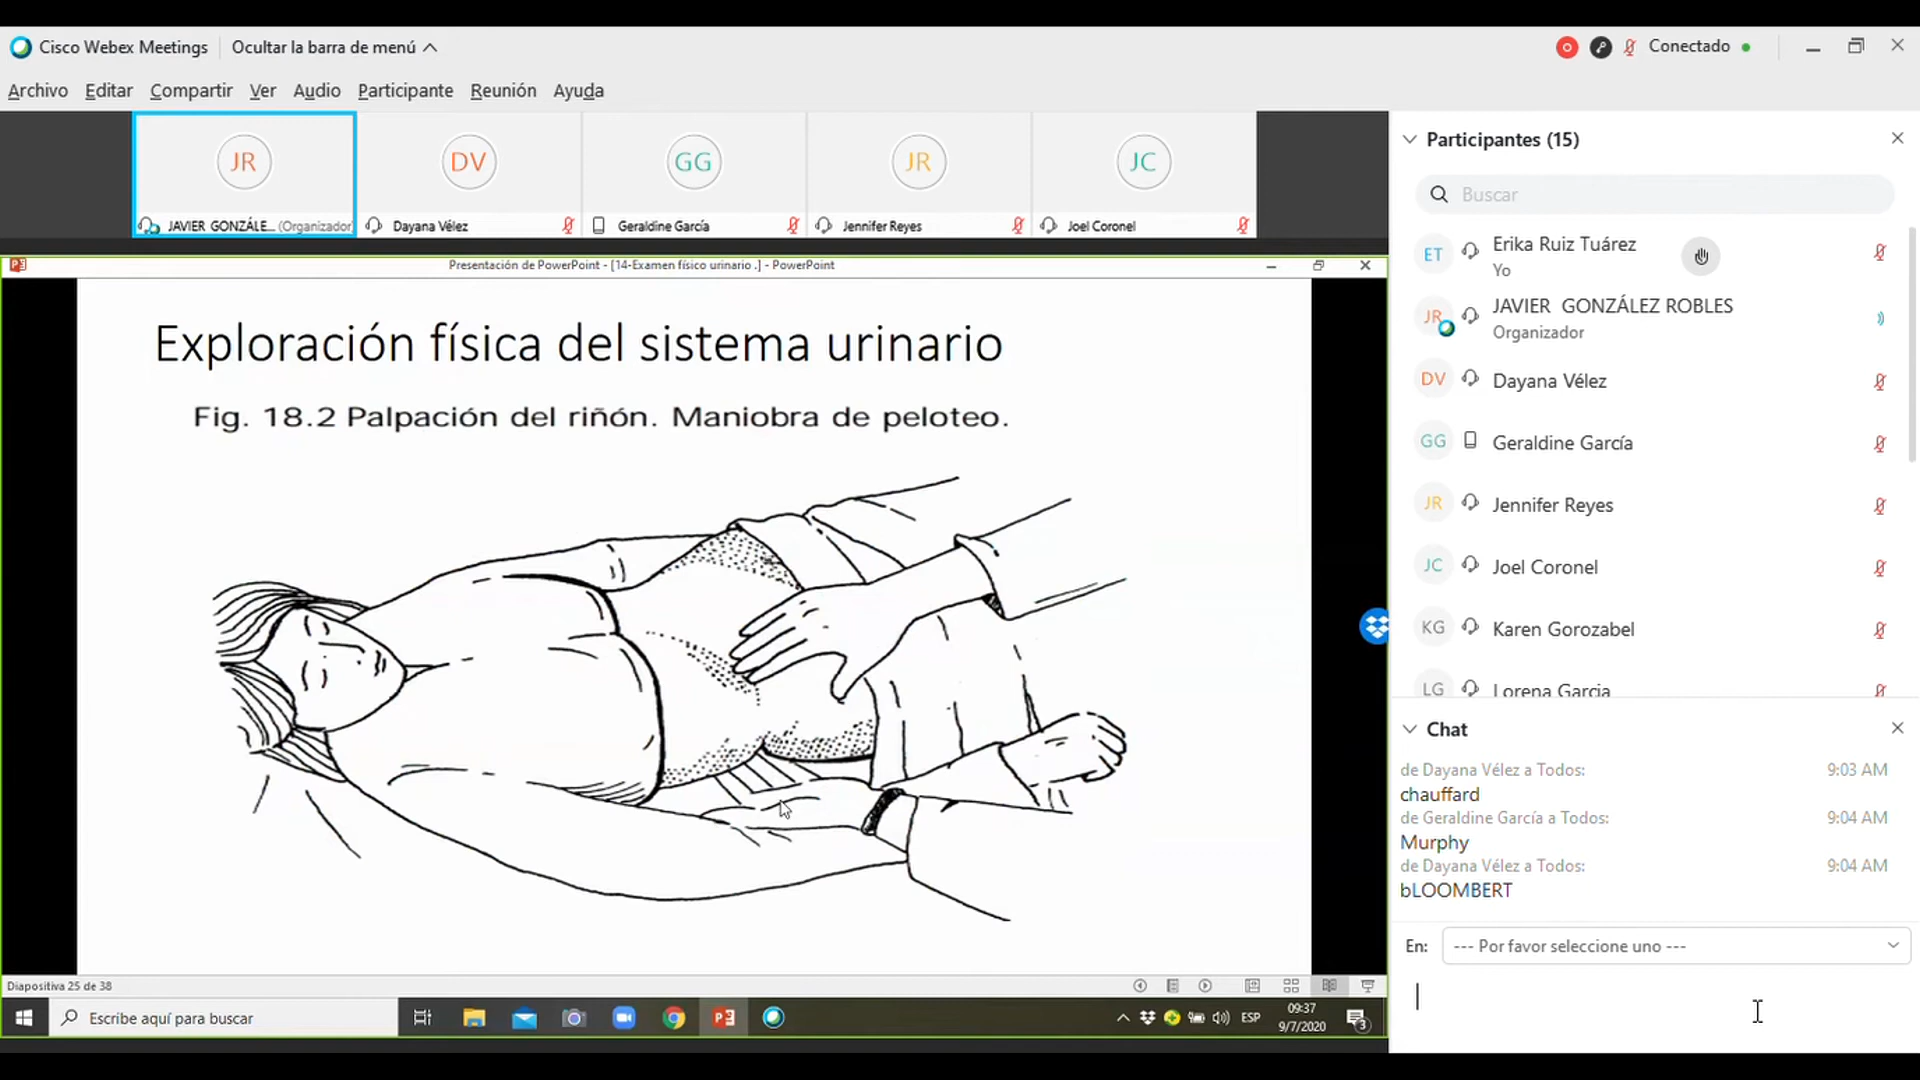 Cisco Webex Meetings
Ocultar la barra de menú
Conectado
Archivo Editar Compartir Ver Audio Participante Reunión Ayuda
JR
DV
GG
JR
JC
JAVIER GONZÁLE... (Organizador)
Dayana Vélez
Geraldine García
Jennifer Reyes
Joel Coronel
Presentación de PowerPoint - [14-Examen físico urinario .] - PowerPoint
Exploración física del sistema urinario
Fig. 18.2 Palpación del riñón. Maniobra de peloteo.
Diapositiva 25 de 38
Escribe aquí para buscar
ESP
09:37
9/7/2020
3
Participantes (15)
Buscar
ET Erika Ruiz Tuárez
Yo
JR JAVIER GONZÁLEZ ROBLES
Organizador
DV Dayana Vélez
GG Geraldine García
JR Jennifer Reyes
JC Joel Coronel
KG Karen Gorozabel
LG Lorena Garcia
Chat
de Dayana Vélez a Todos: 9:03 AM
chauffard
de Geraldine García a Todos: 9:04 AM
Murphy
de Dayana Vélez a Todos: 9:04 AM
bLOOMBERT
En: --- Por favor seleccione uno ---